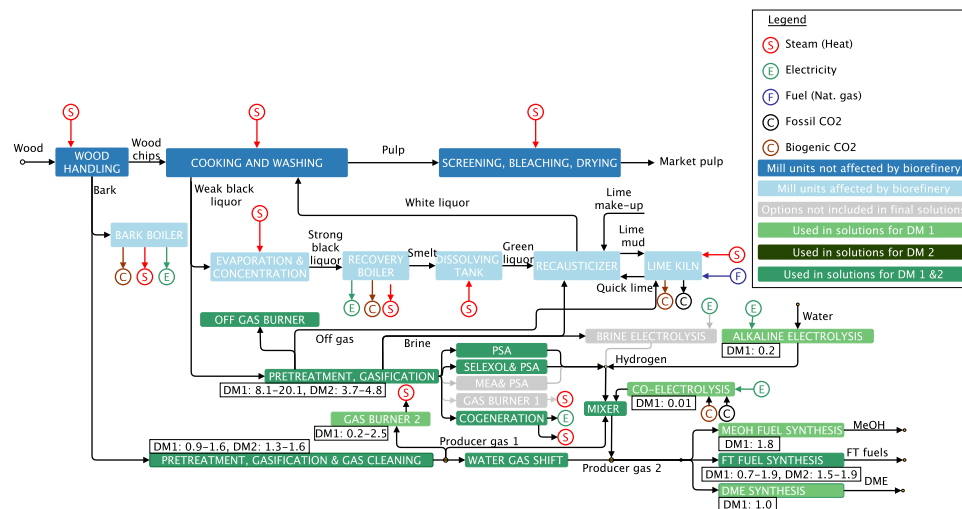 Legend
S Steam (Heat)
E Electricity
F Fuel (Nat. gas)
C Fossil CO2
C Biogenic CO2
Mill units not affected by biorefinery
Mill units affected by biorefinery
Options not included in final solutions
Used in solutions for DM 1
Used in solutions for DM 2
Used in solutions for DM 1 &2
S
S
S
Wood
WOOD
HANDLING
Wood
chips
COOKING AND WASHING
Pulp
SCREENING, BLEACHING, DRYING
Market pulp
Bark
Weak black
liquor
White liquor
Lime
make-up
S
BARK BOILER
C
S
E
EVAPORATION &
CONCENTRATION
Strong
black
liquor
RECOVERY
BOILER
Smelt
DISSOLVING
TANK
Green
liquor
RECAUSTICIZER
Lime
mud
LIME KILN
Quick lime
S
F
E
C
S
S
C
C
OFF GAS BURNER
Off gas
Brine
E
BRINE ELECTROLYSIS
E
Water
ALKALINE ELECTROLYSIS
DM1: 0.2
PRETREATMENT, GASIFICATION
DM1: 8.1-20.1, DM2: 3.7-4.8
PSA
SELEXOL& PSA
MEA& PSA
GAS BURNER 1
S
COGENERATION
E
S
Hydrogen
MIXER
CO-ELECTROLYSIS
E
DM1: 0.01
C
C
S
GAS BURNER 2
DM1: 0.2-2.5
Producer gas 1
DM1: 0.9-1.6, DM2: 1.3-1.6
PRETREATMENT, GASIFICATION & GAS CLEANING
WATER GAS SHIFT
Producer gas 2
MEOH FUEL SYNTHESIS
MeOH
DM1: 1.8
FT FUEL SYNTHESIS
FT fuels
DM1: 0.7-1.9, DM2: 1.5-1.9
DME SYNTHESIS
DME
DM1: 1.0